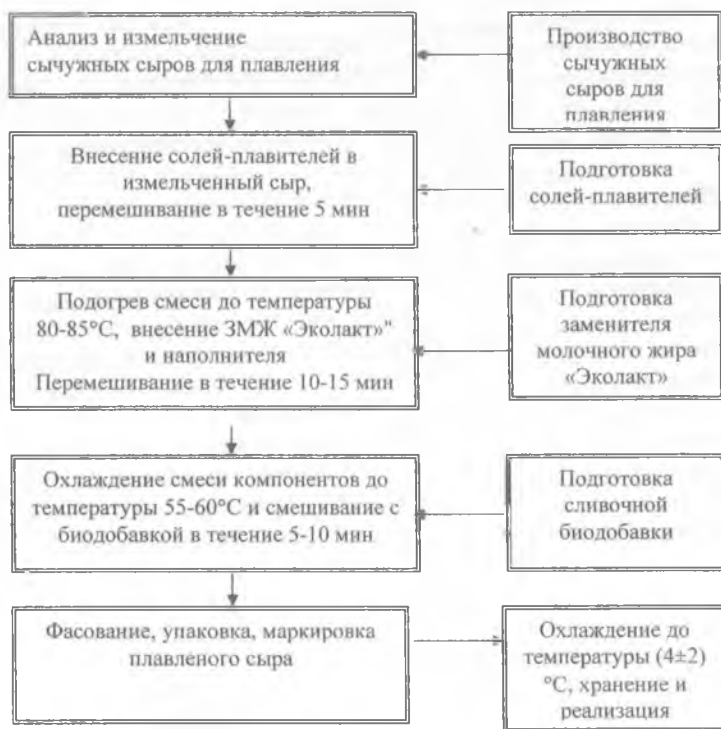 Анализ и измельчение
сычужных сыров для плавления
Производство
сычужных
сыров для
плавления
Внесение солей-плавителей в
измельченный сыр,
перемешивание в течение 5 мин
Подготовка
солей-плавителей
Подогрев смеси до температуры
80-85°С, внесение ЗМЖ «Эколакт»"
и наполнителя
Перемешивание в течение 10-15 мин
Подготовка
заменителя
молочного жира
«Эколакт»
Охлаждение смеси компонентов до
температуры 55-60°С и смешивание с
биодобавкой в течение 5-10 мин
Подготовка
сливочной
биодобавки
Фасование, упаковка, маркировка
плавленого сыра
Охлаждение до
температуры (4±2)
°С, хранение и
реализация